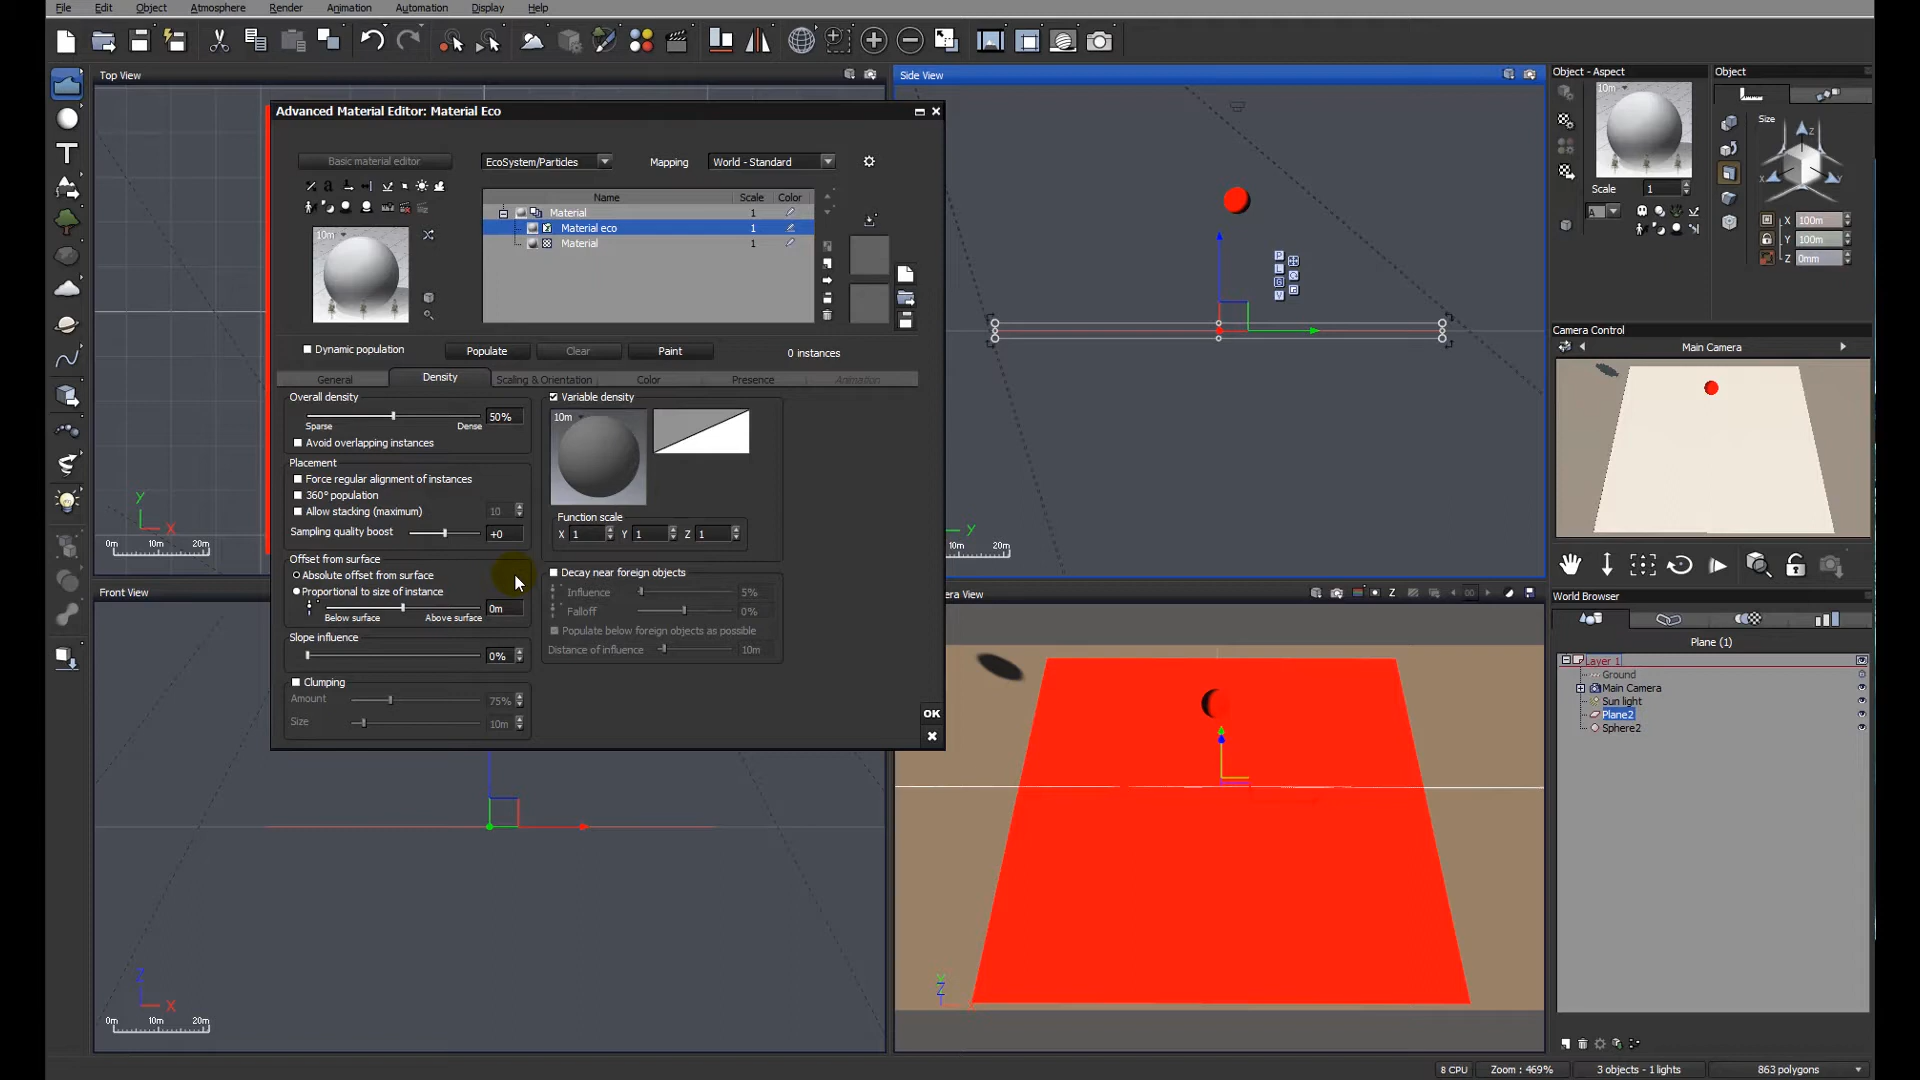 File Edit Object Atmosphere Render Animation Automation Display Help
Top View
Side View
Object - Aspect
Object
Advanced Material Editor: Material Eco
Basic material editor
EcoSystem/Particles
Mapping
World - Standard
Name Scale Color
Material 1
Material eco 1
Material 1
10m
Dynamic population
Populate
Clear
Paint
0 instances
General
Density
Scaling & Orientation
Color
Presence
Animation
Overall density
50%
Sparse Dense
Avoid overlapping instances
Placement
Force regular alignment of instances
360° population
Allow stacking (maximum) 10
Sampling quality boost +0
Offset from surface
Absolute offset from surface
Proportional to size of instance
0m
Below surface Above surface
Slope influence
0%
Clumping
Amount 75%
Size 10m
Variable density
10m
Function scale
X 1 Y 1 Z 1
Decay near foreign objects
Influence 5%
Falloff 0%
Populate below foreign objects as possible
Distance of influence 10m
OK
P
L
G
V
Y
X
0m 10m 20m
Y
10m 20m
Front View
Z
X
0m 10m 20m
era View
Z
Y
Z
10m
Scale 1
A
Size
X 100m
Y 100m
Z 0mm
Camera Control
Main Camera
World Browser
Plane (1)
Layer 1
Ground
Main Camera
Sun light
Plane2
Sphere2
8 CPU
Zoom : 469%
3 objects - 1 lights
863 polygons